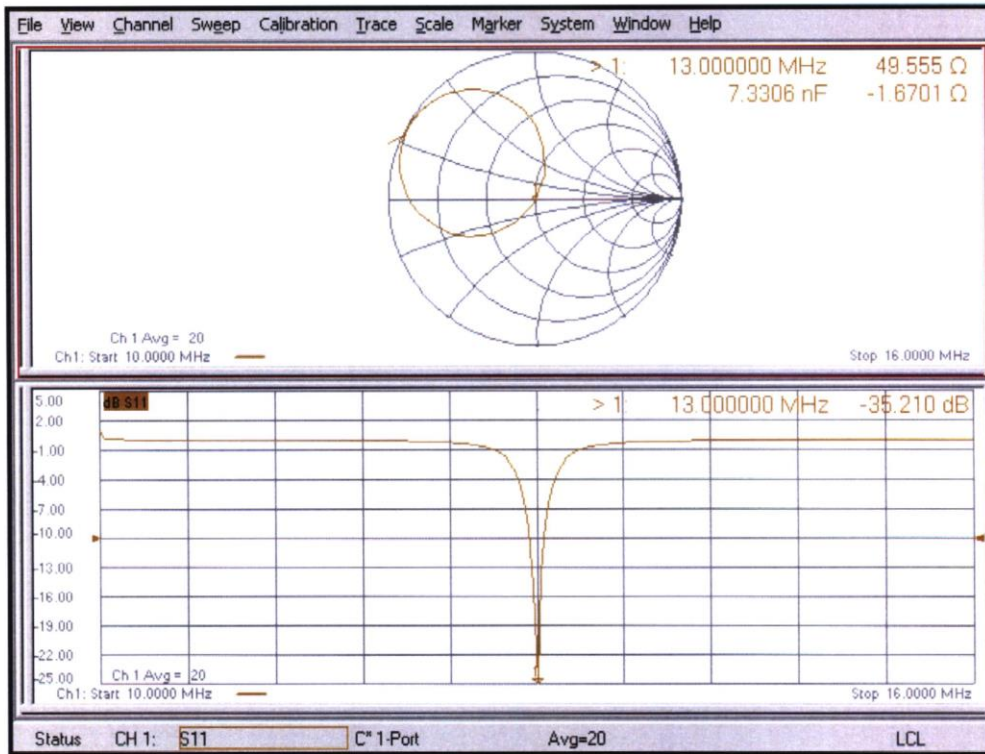 File View Channel Sweep Calibration Trace Scale Marker System Window Help
> 1: 13.000000 MHz 49.555 Ω
7.3306 nF -1.6701 Ω
Ch 1 Avg = 20
Ch1: Start 10.0000 MHz
Stop 16.0000 MHz
5.00
dB S11
> 1: 13.000000 MHz -35.210 dB
2.00
-1.00
-4.00
-7.00
-10.00
-13.00
-16.00
-19.00
-22.00
-25.00
Ch 1 Avg = 20
Ch1: Start 10.0000 MHz
Stop 16.0000 MHz
Status CH 1: S11 C* 1-Port Avg=20 LCL